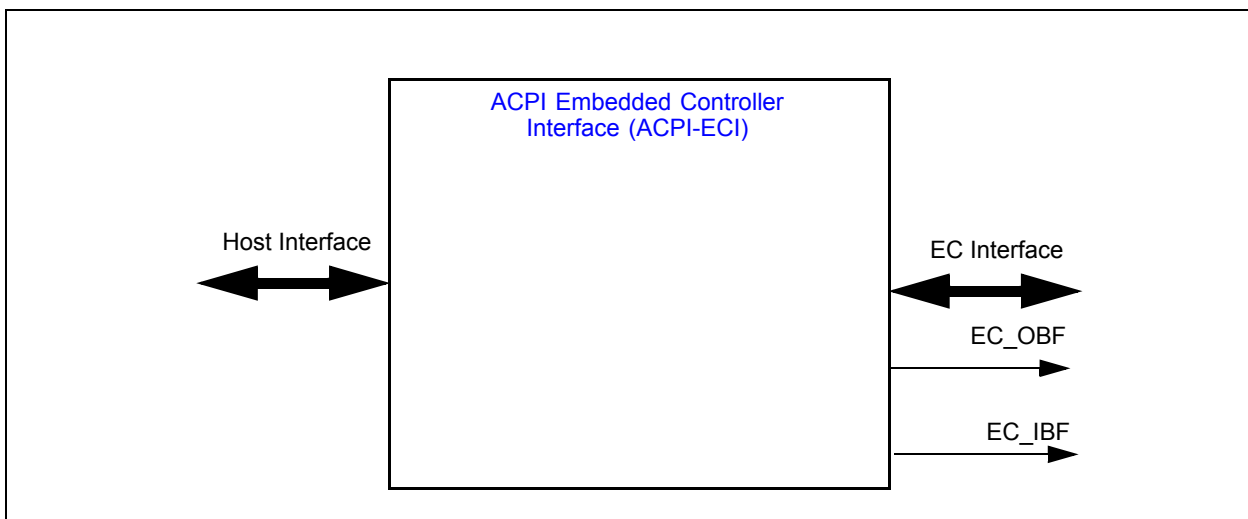 ACPI Embedded Controller
Interface (ACPI-ECI)
Host Interface
EC Interface
EC_OBF
EC_IBF